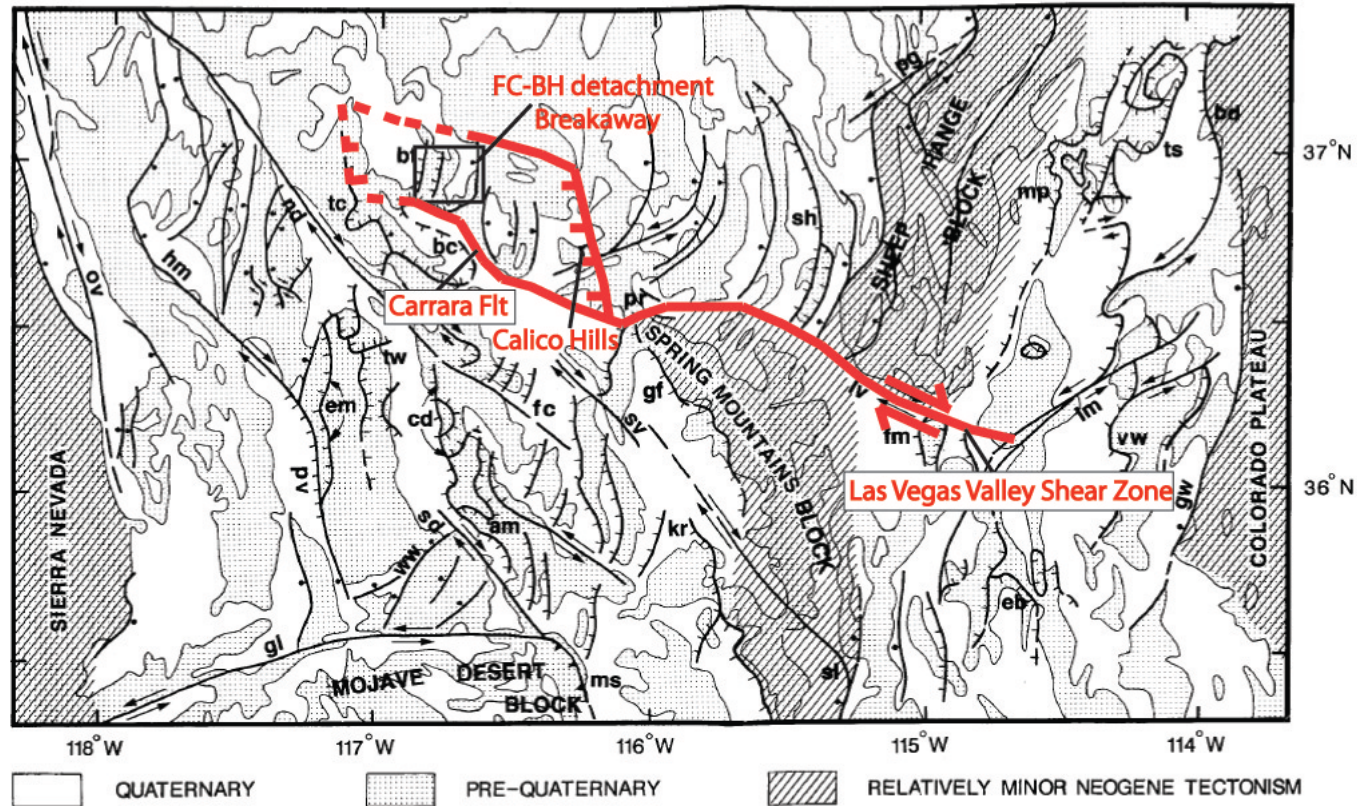 FC-BH detachment
Breakaway
pg
RANGE
bd
bf
ts
37°N
BLOCK
mp
tc
nd
sh
SHEEP
bc
ov
hm
Carrara Flt
pr
Calico Hills
SPRING MOUNTAINS BLOCK
tw
gf
lv
em
cd
fc
sv
fm
lm
vw
COLORADO PLATEAU
Las Vegas Valley Shear Zone
36°N
pv
gw
SIERRA NEVADA
sd
am
kr
ww
eb
gl
MOJAVE DESERT
BLOCK
ms
sl
118°W
117°W
116°W
115°W
114°W
QUATERNARY
PRE-QUATERNARY
RELATIVELY MINOR NEOGENE TECTONISM